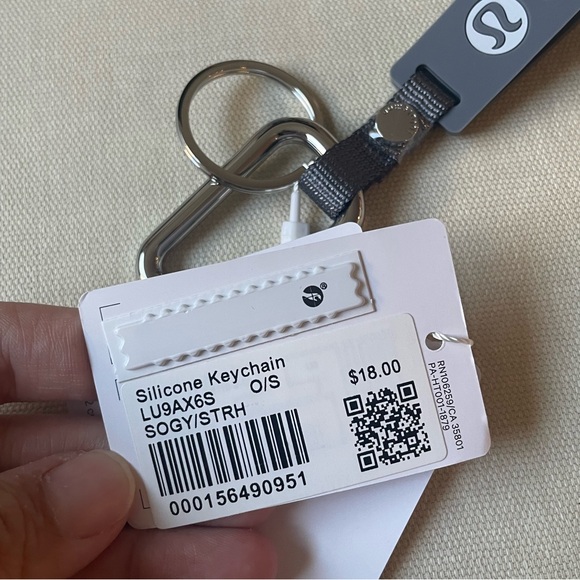 Silicone Keychain
LU9AX6S O/S
SOGY/STRH
$18.00
000156490951
RN106259/CA 35801
PA-HT001-1879